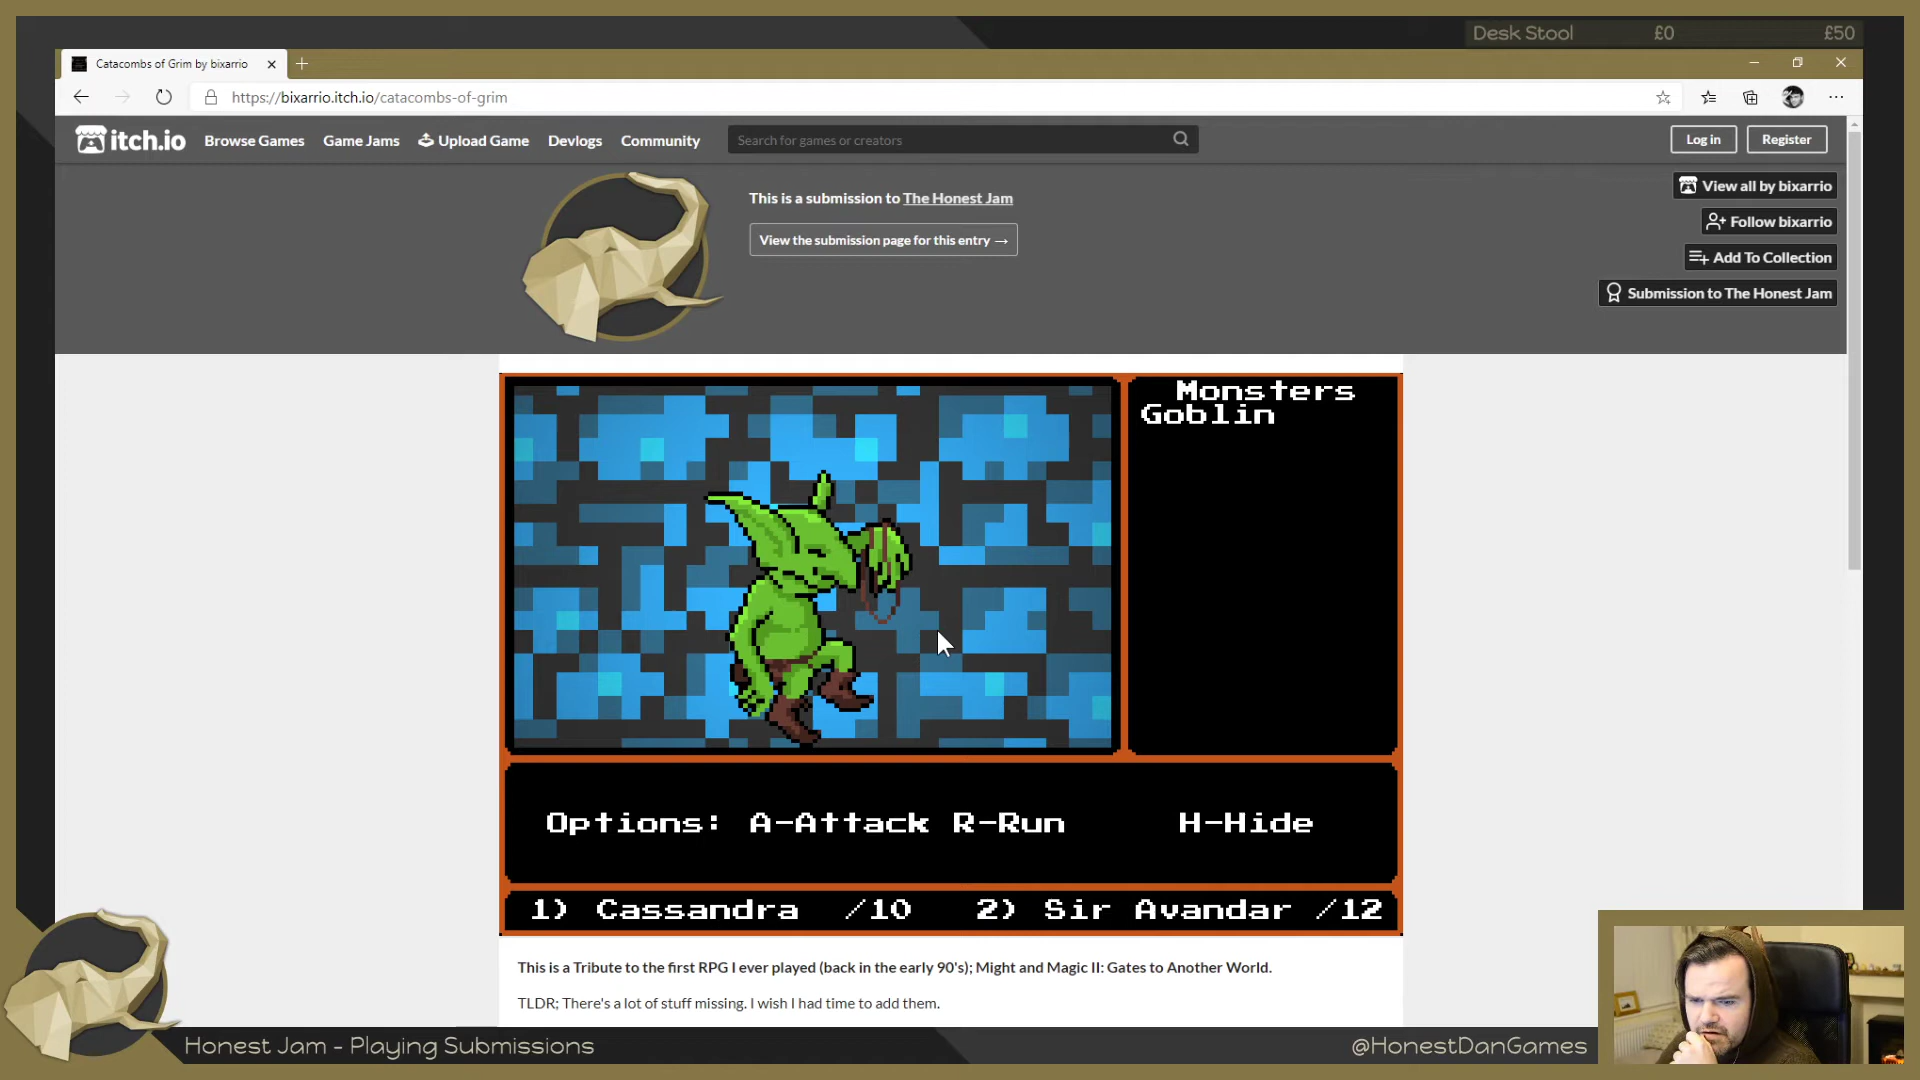 Desk Stool £0 £50
Catacombs of Grim by bixarrio
https://bixarrio.itch.io/catacombs-of-grim
itch.io Browse Games Game Jams Upload Game Devlogs Community Search for games or creators Log in Register
This is a submission to The Honest Jam
View the submission page for this entry →
View all by bixarrio
Follow bixarrio
Add To Collection
Submission to The Honest Jam
Monsters
Goblin
Options: A-Attack R-Run H-Hide
1) Cassandra /10 2) Sir Avandar /12
This is a Tribute to the first RPG I ever played (back in the early 90's); Might and Magic II: Gates to Another World.
TLDR; There's a lot of stuff missing. I wish I had time to add them.
Honest Jam - Playing Submissions @HonestDanGames